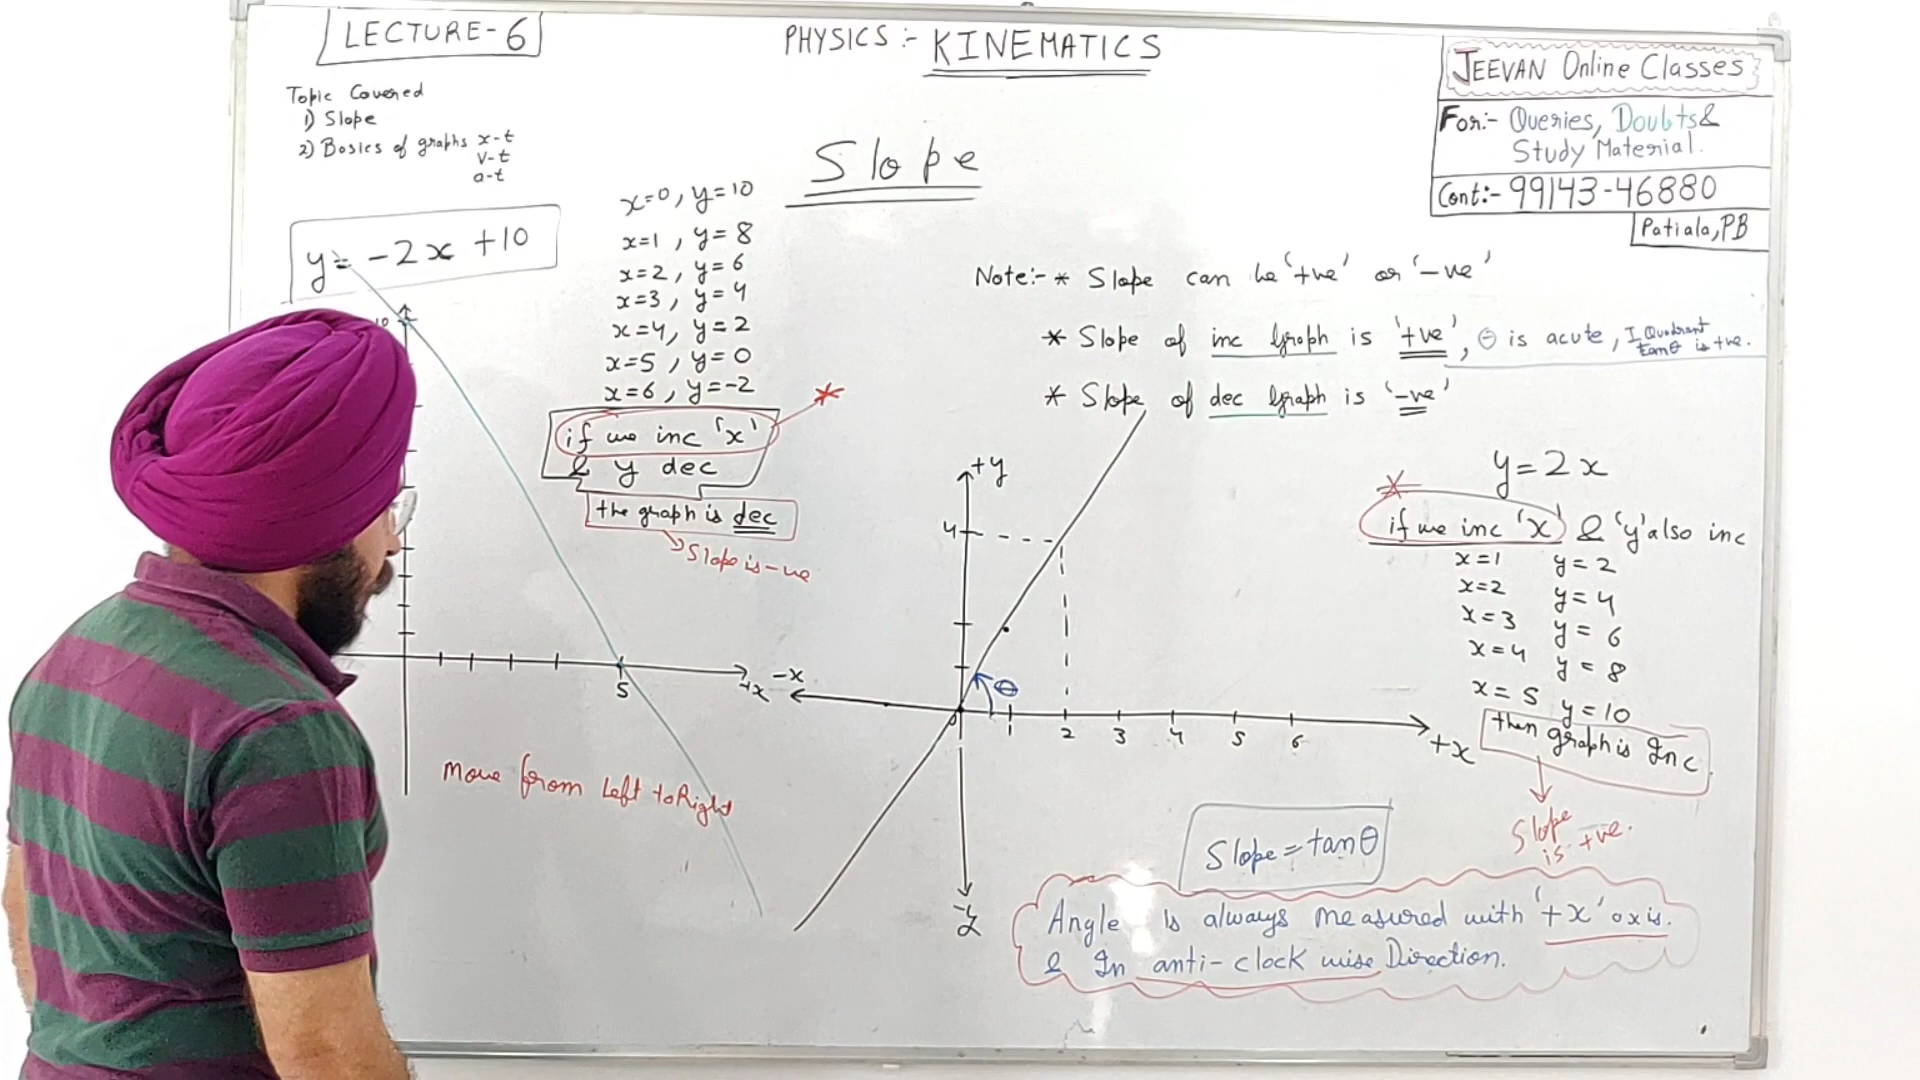 LECTURE-6
PHYSICS:- KINEMATICS
JEEVAN Online Classes
For:- Queries, Doubts &
Study Material.
Cont:- 99143-46880
Patiala, PB
Topic Covered
1) Slope
2) Basics of graphs x-t
v-t
a-t
Slope
y = -2x +10
x=0, y=10
x=1, y=8
x=2, y=6
x=3, y=4
x=4, y=2
x=5, y=0
x=6, y=-2
if we inc 'x'
& y dec
the graph is dec
Slope is -ve
10
5
+x
Move from Left to Right
Note:- * Slope can be '+ve' or '-ve'
* Slope of inc Graph is '+ve', θ is acute, I Quadrant
tanθ is +ve.
* Slope of dec Graph is '-ve'
+y
4
θ
-x
0
1 2 3 4 5 6
+x
-y
y=2x
if we inc 'x' & 'y' also inc
x=1 y=2
x=2 y=4
x=3 y=6
x=4 y=8
x=5 y=10
then graph is Inc.
Slope
is +ve.
Slope = tanθ
Angle is always measured with '+x' axis.
& In anti-clock wise Direction.